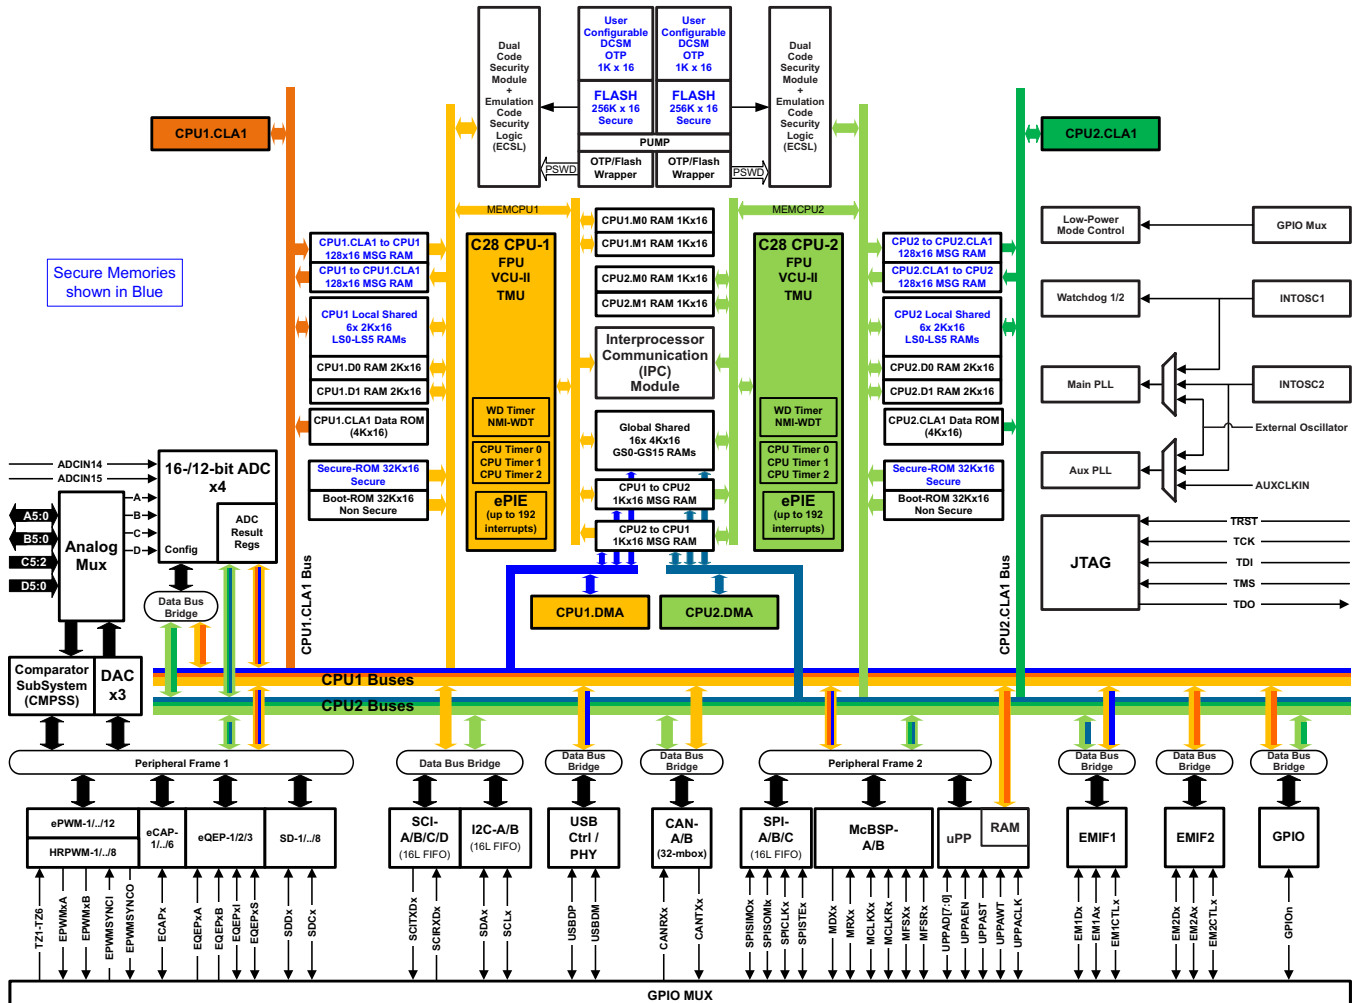 Dual
Code
Security
Module
+
Emulation
Code
Security
Logic
(ECSL)
User
Configurable
DCSM
OTP
1K x 16
User
Configurable
DCSM
OTP
1K x 16
FLASH
256K x 16
Secure
FLASH
256K x 16
Secure
PUMP
OTP/Flash
Wrapper
OTP/Flash
Wrapper
PSWD
PSWD
Dual
Code
Security
Module
+
Emulation
Code
Security
Logic
(ECSL)
CPU1.CLA1
CPU2.CLA1
MEMCPU1
MEMCPU2
Secure Memories
shown in Blue
CPU1.CLA1 to CPU1
128x16 MSG RAM
CPU1 to CPU1.CLA1
128x16 MSG RAM
CPU1 Local Shared
6x 2Kx16
LS0-LS5 RAMs
CPU1.D0 RAM 2Kx16
CPU1.D1 RAM 2Kx16
CPU1.CLA1 Data ROM
(4Kx16)
Secure-ROM 32Kx16
Secure
Boot-ROM 32Kx16
Non Secure
C28 CPU-1
FPU
VCU-II
TMU
WD Timer
NMI-WDT
CPU Timer 0
CPU Timer 1
CPU Timer 2
ePIE
(up to 192
interrupts)
CPU1.M0 RAM 1Kx16
CPU1.M1 RAM 1Kx16
CPU2.M0 RAM 1Kx16
CPU2.M1 RAM 1Kx16
Interprocessor
Communication
(IPC)
Module
Global Shared
16x 4Kx16
GS0-GS15 RAMs
CPU1 to CPU2
1Kx16 MSG RAM
CPU2 to CPU1
1Kx16 MSG RAM
C28 CPU-2
FPU
VCU-II
TMU
WD Timer
NMI-WDT
CPU Timer 0
CPU Timer 1
CPU Timer 2
ePIE
(up to 192
interrupts)
CPU2 to CPU2.CLA1
128x16 MSG RAM
CPU2.CLA1 to CPU2
128x16 MSG RAM
CPU2 Local Shared
6x 2Kx16
LS0-LS5 RAMs
CPU2.D0 RAM 2Kx16
CPU2.D1 RAM 2Kx16
CPU2.CLA1 Data ROM
(4Kx16)
Secure-ROM 32Kx16
Secure
Boot-ROM 32Kx16
Non Secure
Low-Power
Mode Control
GPIO Mux
Watchdog 1/2
INTOSC1
Main PLL
INTOSC2
External Oscillator
Aux PLL
AUXCLKIN
JTAG
TRST
TCK
TDI
TMS
TDO
ADCIN14
ADCIN15
16-/12-bit ADC
x4
ADC
Result
Regs
Config
A5:0
B5:0
C5:2
D5:0
Analog
Mux
A
B
C
D
Data Bus
Bridge
Comparator
SubSystem
(CMPSS)
DAC
x3
CPU1.CLA1 Bus
CPU2.CLA1 Bus
CPU1.DMA
CPU2.DMA
CPU1 Buses
CPU2 Buses
Peripheral Frame 1
Data Bus Bridge
Data Bus
Bridge
Data Bus
Bridge
Peripheral Frame 2
Data Bus
Bridge
Data Bus
Bridge
Data Bus
Bridge
ePWM-1/../12
HRPWM-1/../8
eCAP-
1/../6
eQEP-1/2/3
SD-1/../8
SCI-
A/B/C/D
(16L FIFO)
I2C-A/B
(16L FIFO)
USB
Ctrl /
PHY
CAN-
A/B
(32-mbox)
SPI-
A/B/C
(16L FIFO)
McBSP-
A/B
uPP
RAM
EMIF1
EMIF2
GPIO
TZ1-TZ6
EPWMxA
EPWMxB
EPWMSYNCI
EPWMSYNCO
ECAPx
EQEPxA
EQEPxB
EQEPxI
EQEPxS
SDDx
SDCx
SCITXDx
SCIRXDx
SDAx
SCLx
USBDP
USBDM
CANRXx
CANTXx
SPISIMOx
SPISOMIx
SPICLKx
SPISTEx
MDXx
MRXx
MCLKXx
MCLKRx
MFSXx
MFSRx
UPPAD[7:0]
UPPAEN
UPPAST
UPPAWT
UPPACLK
EM1Dx
EM1Ax
EM1CTLx
EM2Dx
EM2Ax
EM2CTLx
GPIOn
GPIO MUX